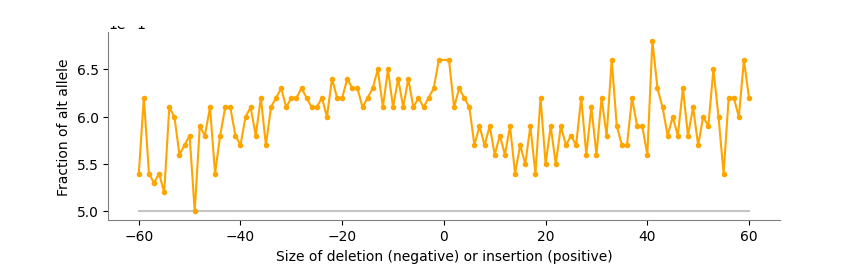 Fraction of alt allele
6.5
6.0
5.5
5.0
−60 −40 −20 0 20 40 60
Size of deletion (negative) or insertion (positive)